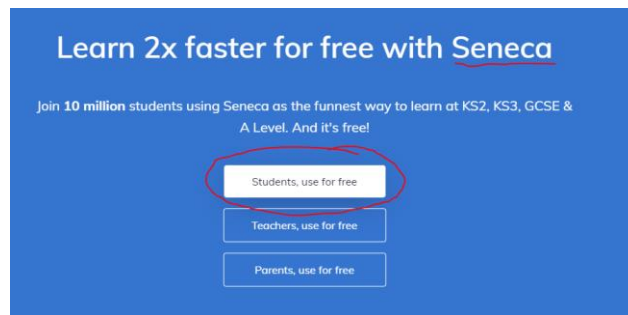 Learn 2x faster for free with Seneca
Join 10 million students using Seneca as the funnest way to learn at KS2, KS3, GCSE &
A Level. And it's free!
Students, use for free
Teachers, use for free
Parents, use for free